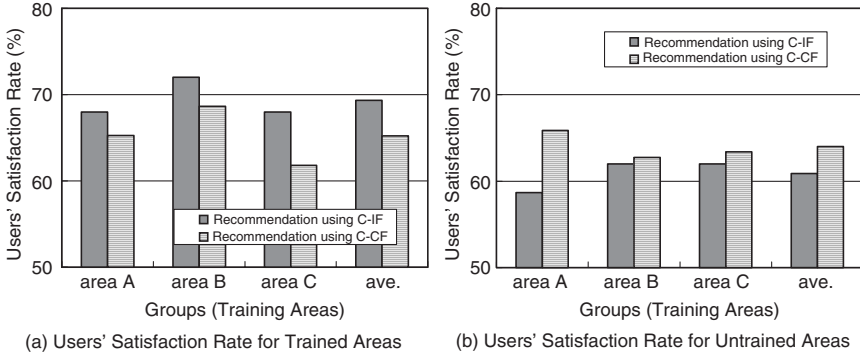 Users' Satisfaction Rate (%)
80
70
60
50
Recommendation using C-IF
Recommendation using C-CF
area A area B area C ave.
Groups (Training Areas)
(a) Users' Satisfaction Rate for Trained Areas
Users' Satisfaction Rate (%)
80
70
60
50
Recommendation using C-IF
Recommendation using C-CF
area A area B area C ave.
Groups (Training Areas)
(b) Users' Satisfaction Rate for Untrained Areas